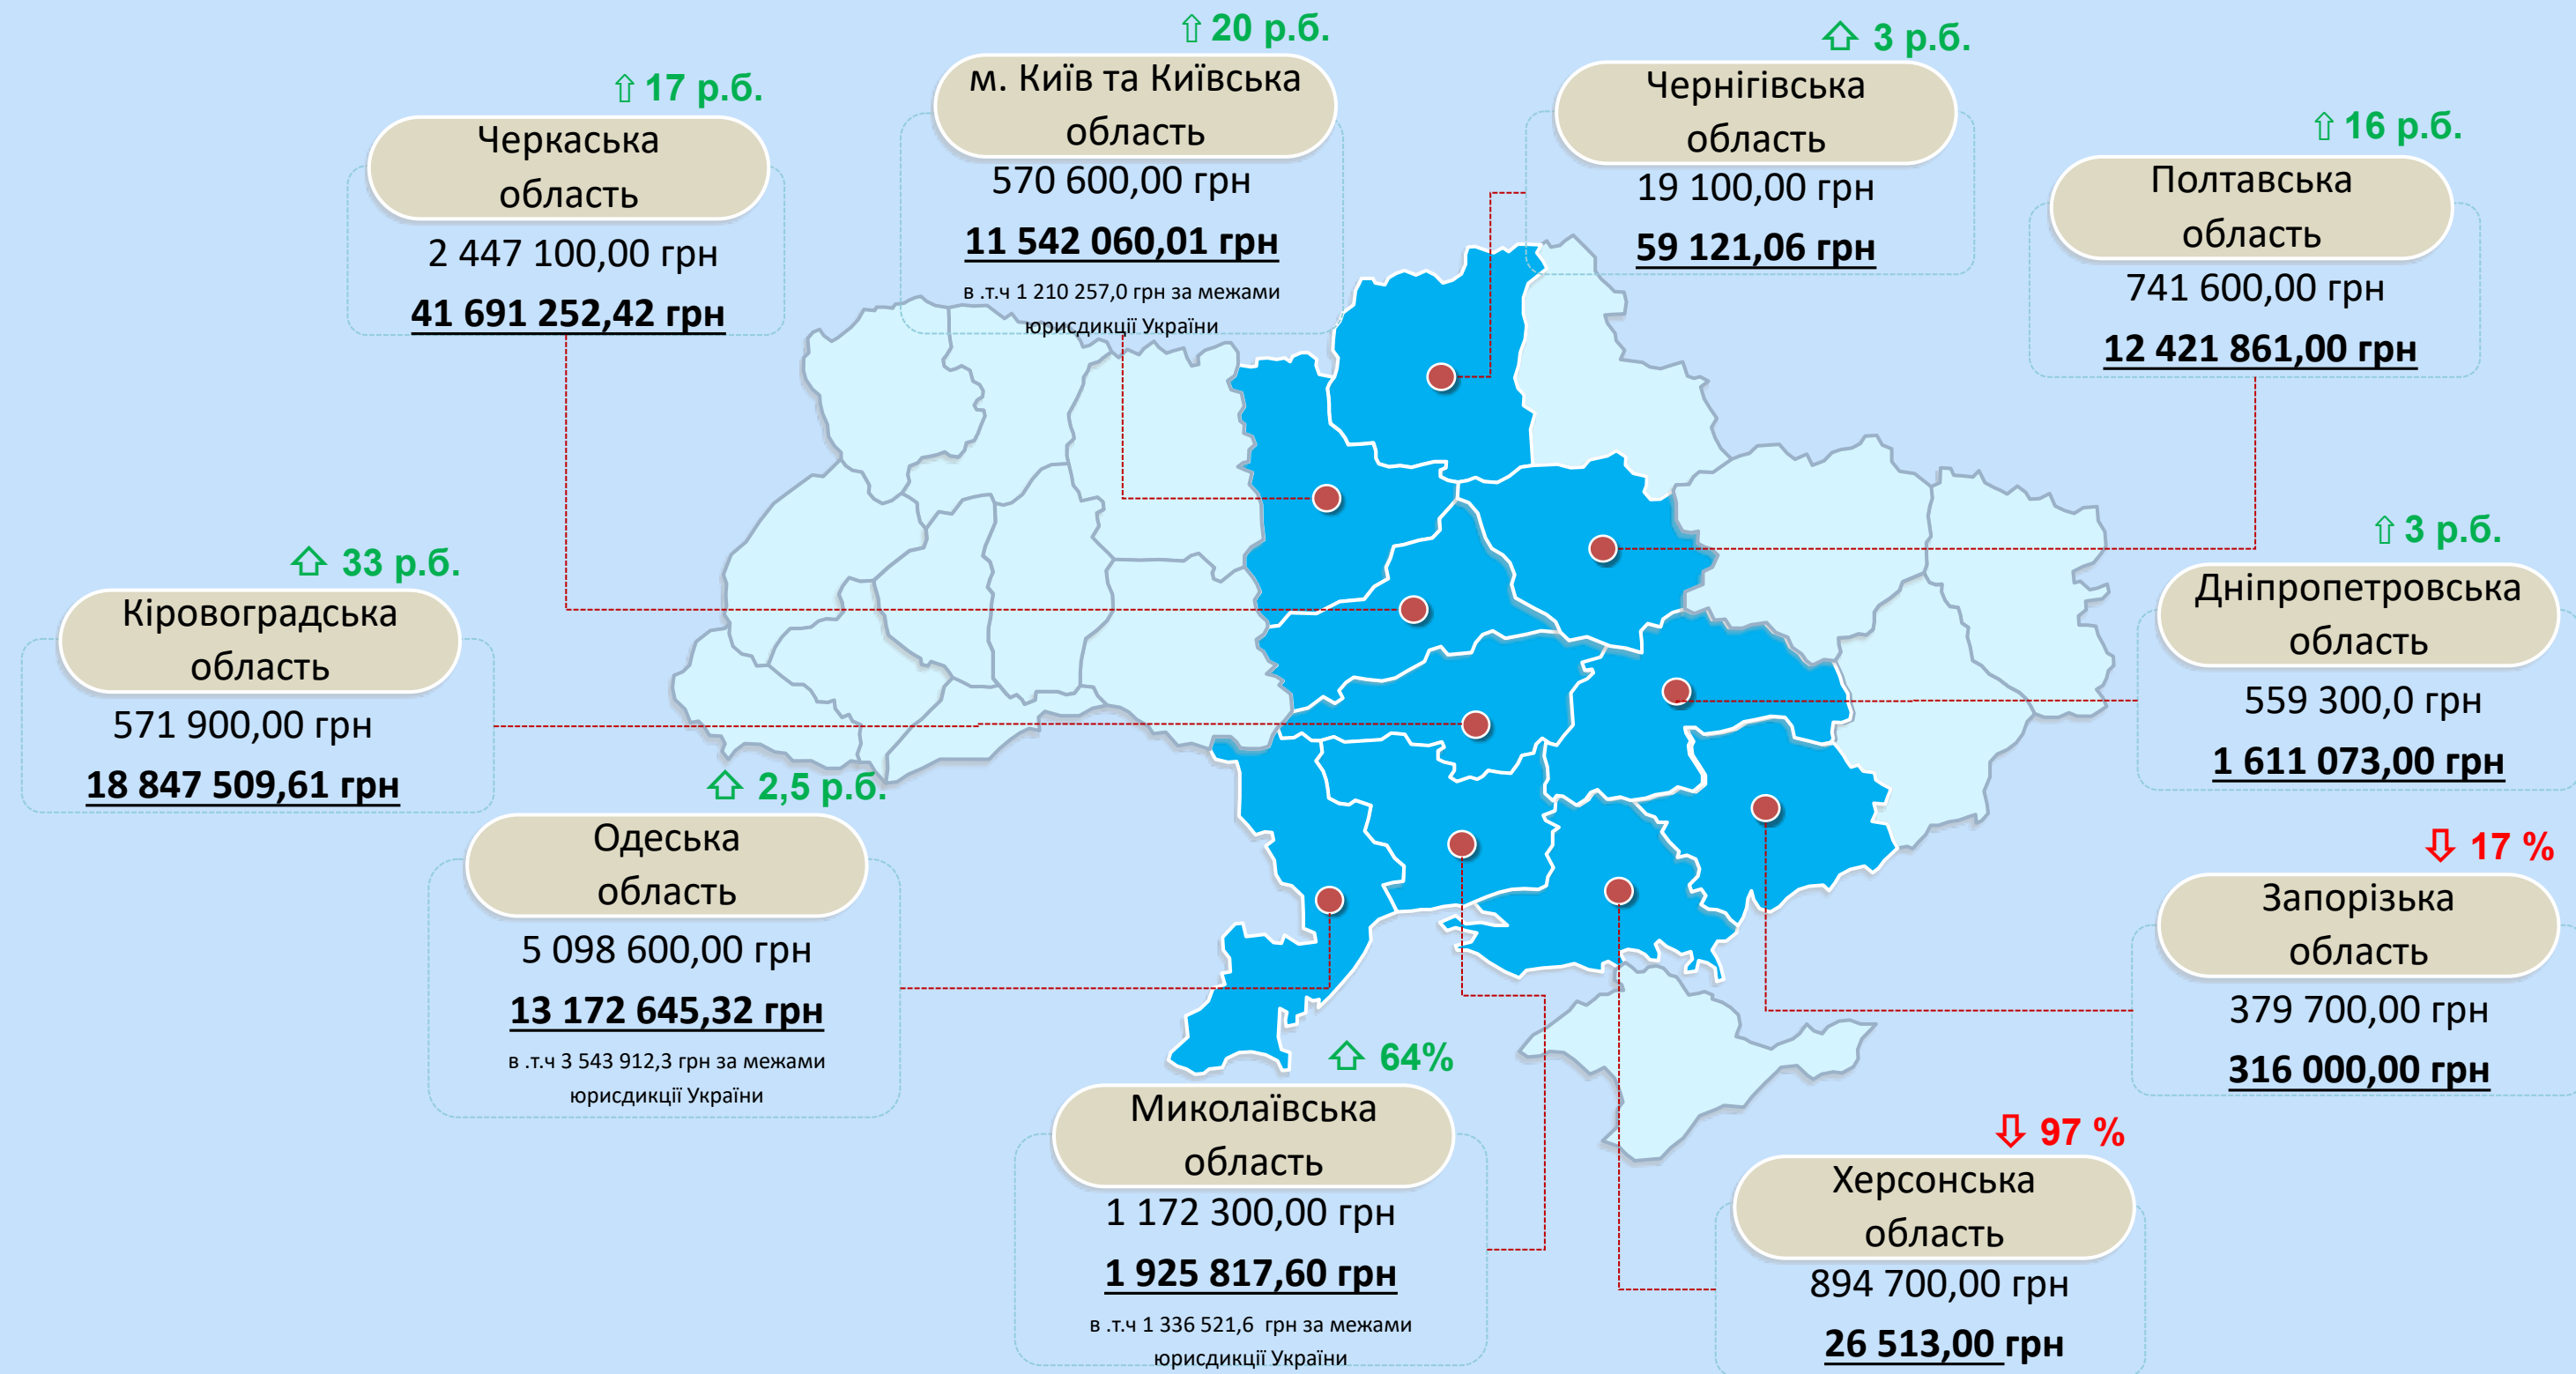 ⇧ 20 р.б.
м. Київ та Київська
область
570 600,00 грн
11 542 060,01 грн
в .т.ч 1 210 257,0 грн за межами
юрисдикції України
⇧ 3 р.б.
Чернігівська
область
19 100,00 грн
59 121,06 грн
⇧ 17 р.б.
Черкаська
область
2 447 100,00 грн
41 691 252,42 грн
⇧ 16 р.б.
Полтавська
область
741 600,00 грн
12 421 861,00 грн
⇧ 33 р.б.
Кіровоградська
область
571 900,00 грн
18 847 509,61 грн
⇧ 3 р.б.
Дніпропетровська
область
559 300,0 грн
1 611 073,00 грн
⇧ 2,5 р.б.
Одеська
область
5 098 600,00 грн
13 172 645,32 грн
в .т.ч 3 543 912,3 грн за межами
юрисдикції України
⇩ 17 %
Запорізька
область
379 700,00 грн
316 000,00 грн
⇧ 64%
Миколаївська
область
1 172 300,00 грн
1 925 817,60 грн
в .т.ч 1 336 521,6 грн за межами
юрисдикції України
⇩ 97 %
Херсонська
область
894 700,00 грн
26 513,00 грн